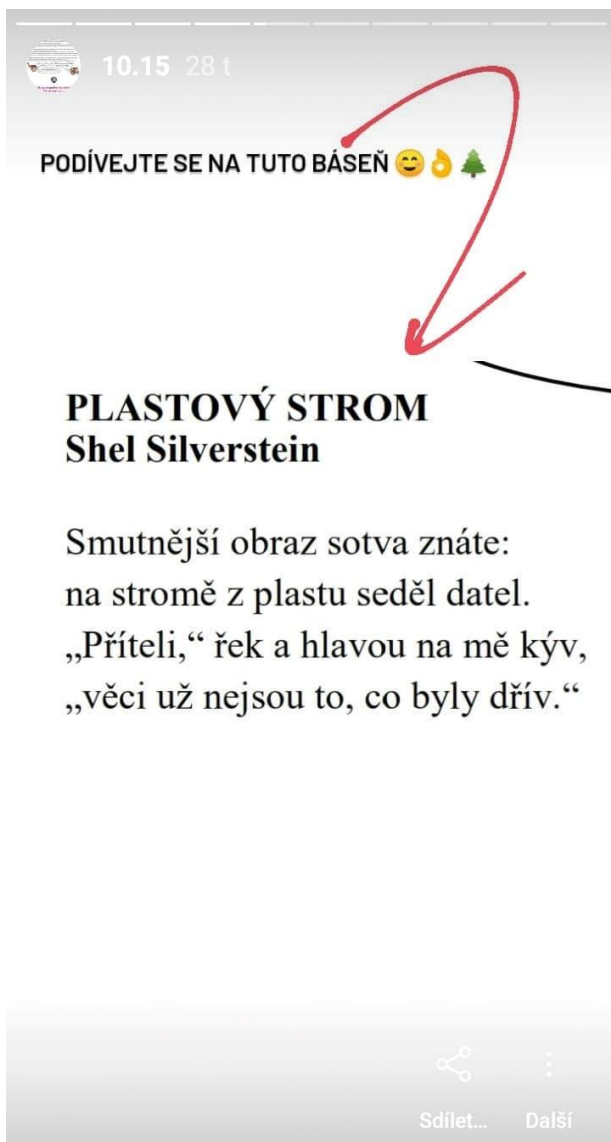 10.15 28 t
PODÍVEJTE SE NA TUTO BÁSEŇ 😊👌🌲
PLASTOVÝ STROM
Shel Silverstein
Smutnější obraz sotva znáte:
na stromě z plastu seděl datel.
„Příteli,“ řek a hlavou na mě kýv,
„věci už nejsou to, co byly dřív.“
Sdílet... Další